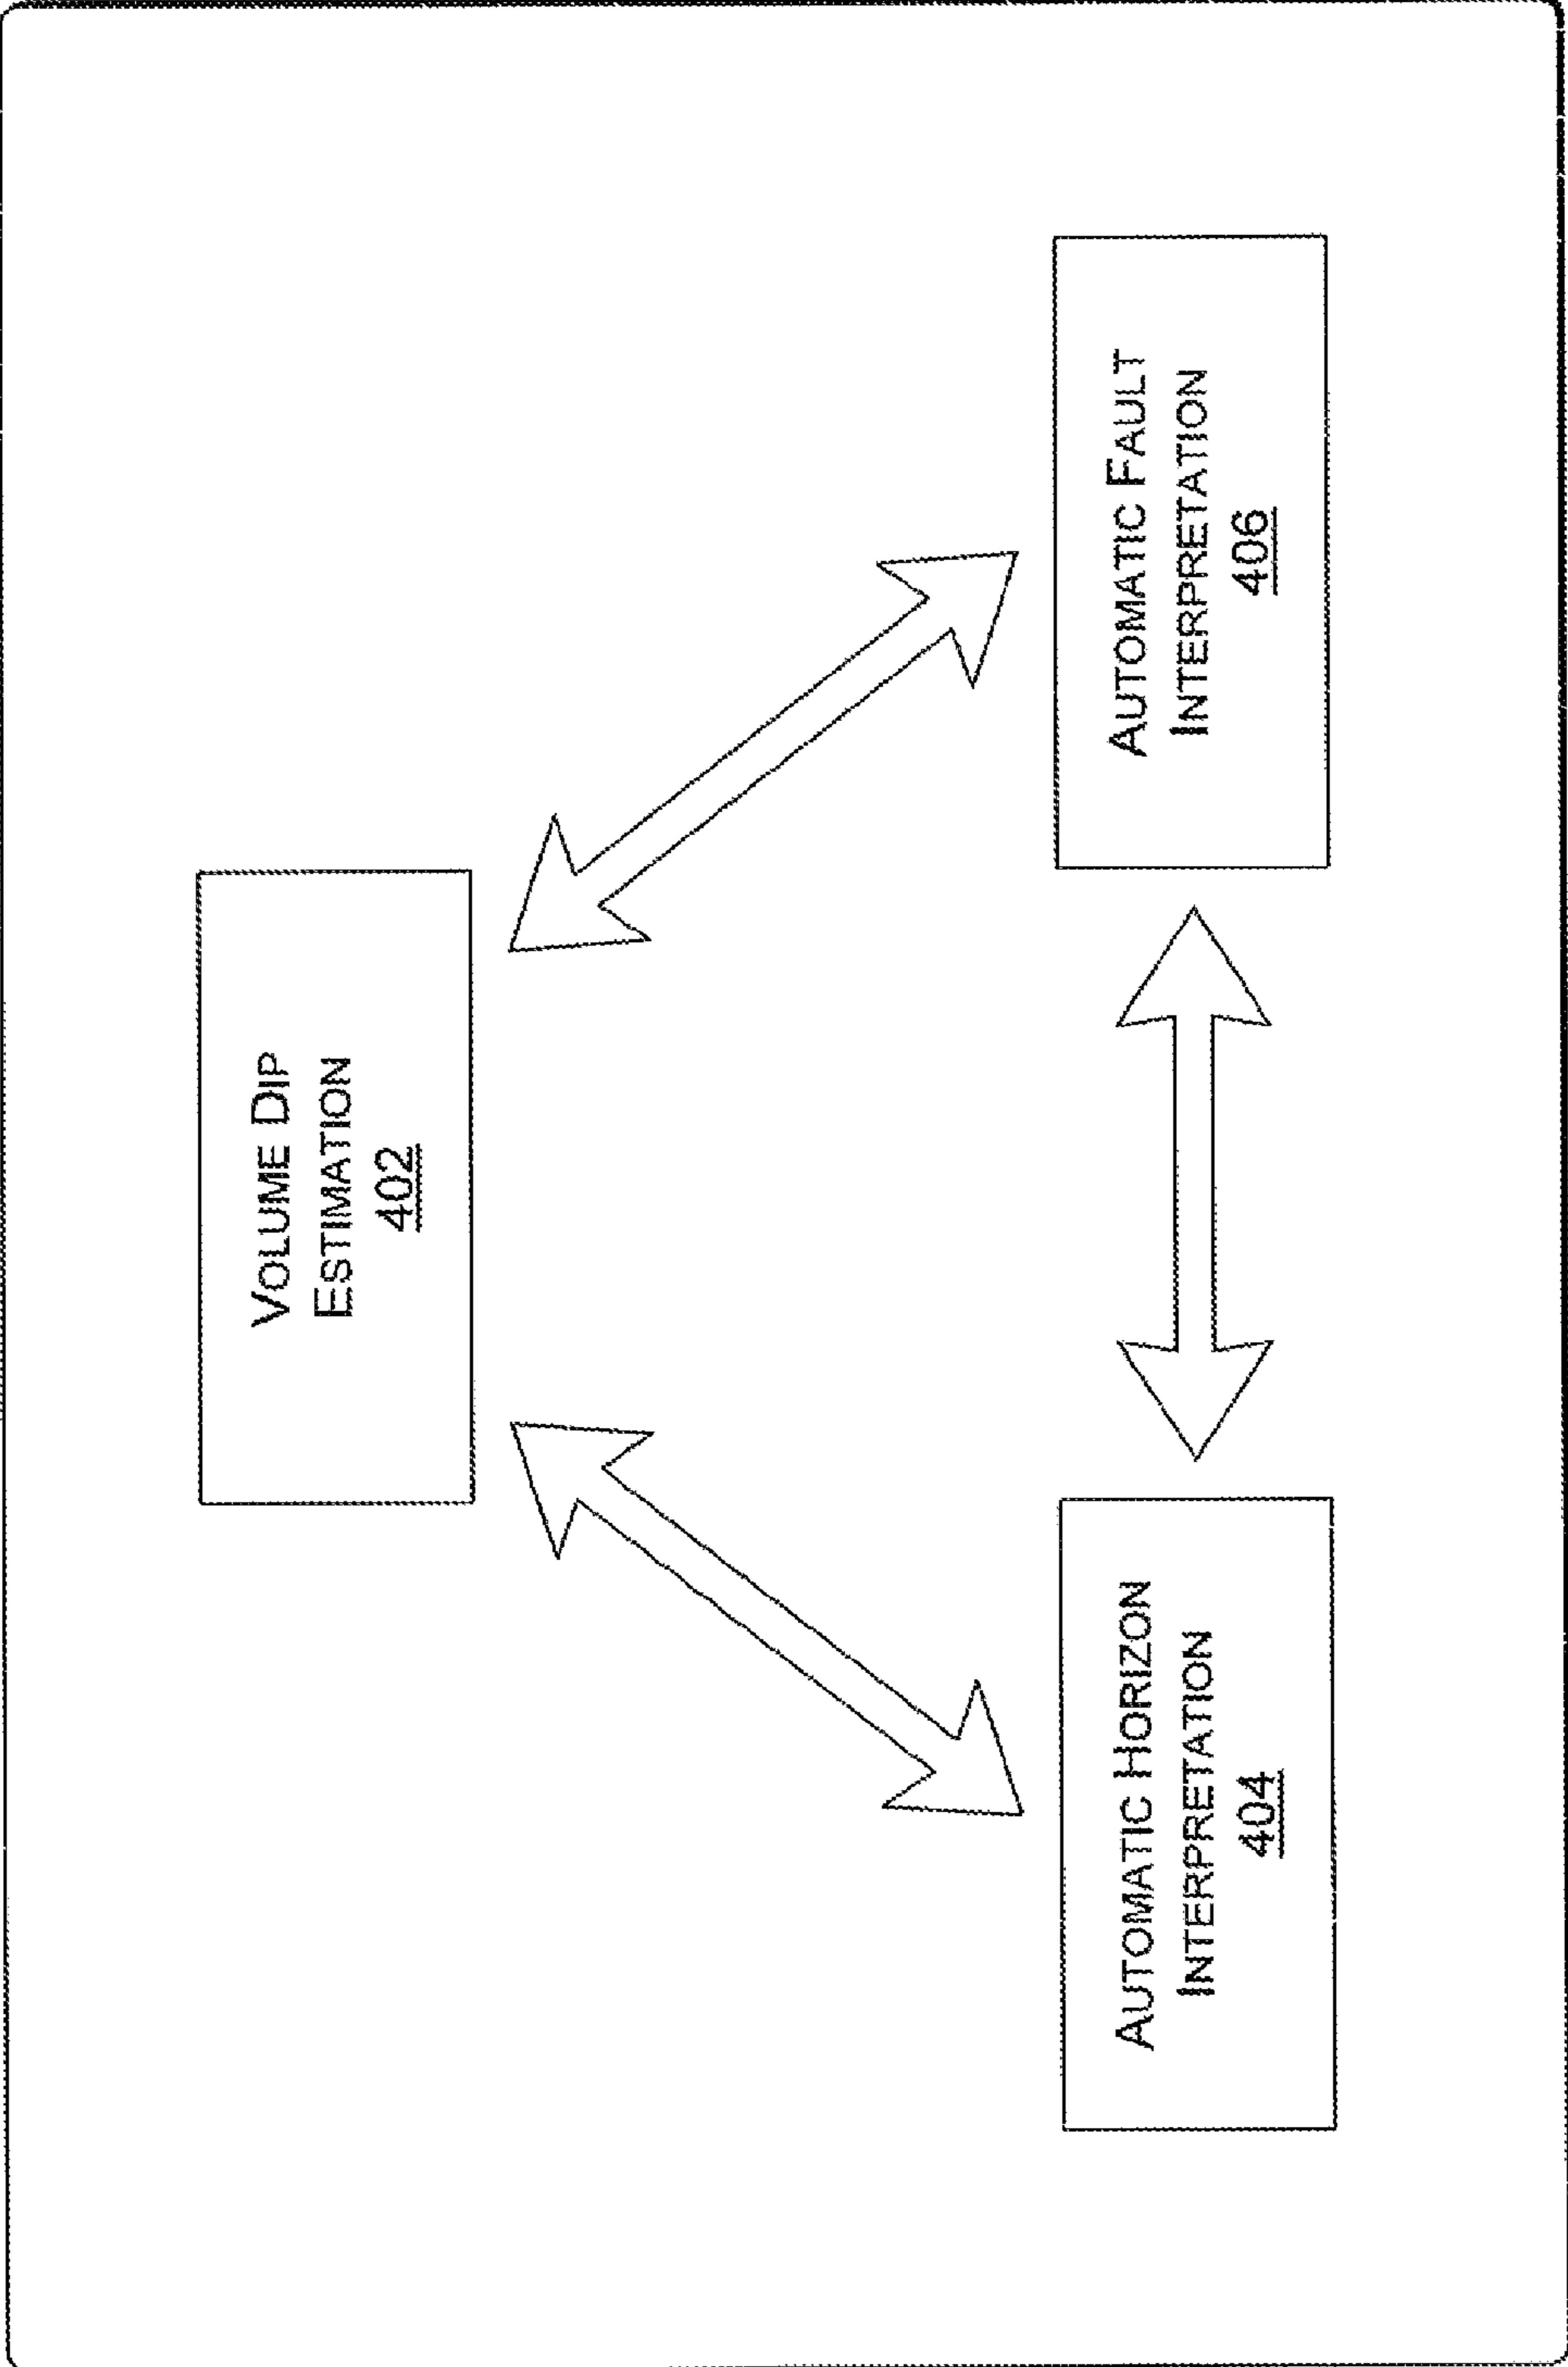 VOLUME DIP
ESTIMATION
402
AUTOMATIC HORIZON
INTERPRETATION
404
AUTOMATIC FAULT
INTERPRETATION
406